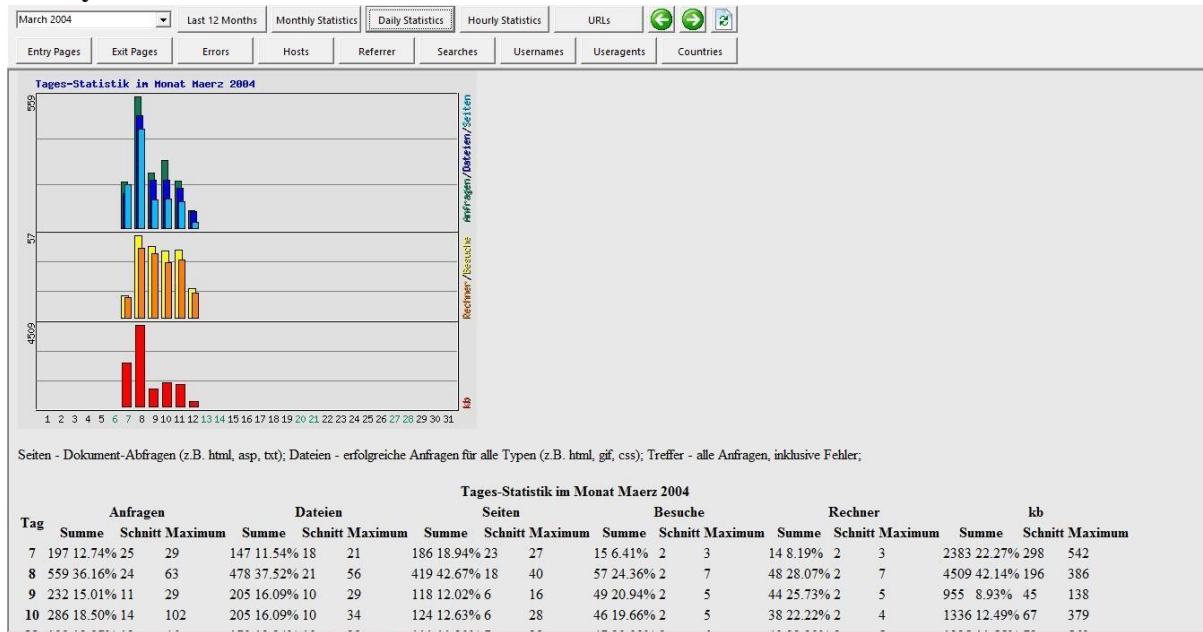 March 2004 Last 12 Months Monthly Statistics Daily Statistics Hourly Statistics URLs
Entry Pages Exit Pages Errors Hosts Referrer Searches Usernames Useragents Countries
Tages-Statistik im Monat Maerz 2004
559
Anfragen/Dateien/Seiten
57
Rechner/Besuche
4509
kb
1 2 3 4 5 6 7 8 9 10 11 12 13 14 15 16 17 18 19 20 21 22 23 24 25 26 27 28 29 30 31
Seiten - Dokument-Abfragen (z.B. html, asp, txt); Dateien - erfolgreiche Anfragen für alle Typen (z.B. html, gif, css); Treffer - alle Anfragen, inklusive Fehler;
Tages-Statistik im Monat Maerz 2004
Tag Anfragen Dateien Seiten Besuche Rechner kb
Summe Schnitt Maximum Summe Schnitt Maximum Summe Schnitt Maximum Summe Schnitt Maximum Summe Schnitt Maximum Summe Schnitt Maximum
7 197 12.74% 25 29 147 11.54% 18 21 186 18.94% 23 27 15 6.41% 2 3 14 8.19% 2 3 2383 22.27% 298 542
8 559 36.16% 24 63 478 37.52% 21 56 419 42.67% 18 40 57 24.36% 2 7 48 28.07% 2 7 4509 42.14% 196 386
9 232 15.01% 11 29 205 16.09% 10 29 118 12.02% 6 16 49 20.94% 2 5 44 25.73% 2 5 955 8.93% 45 138
10 286 18.50% 14 102 205 16.09% 10 34 124 12.63% 6 28 46 19.66% 2 5 38 22.22% 2 4 1336 12.49% 67 379